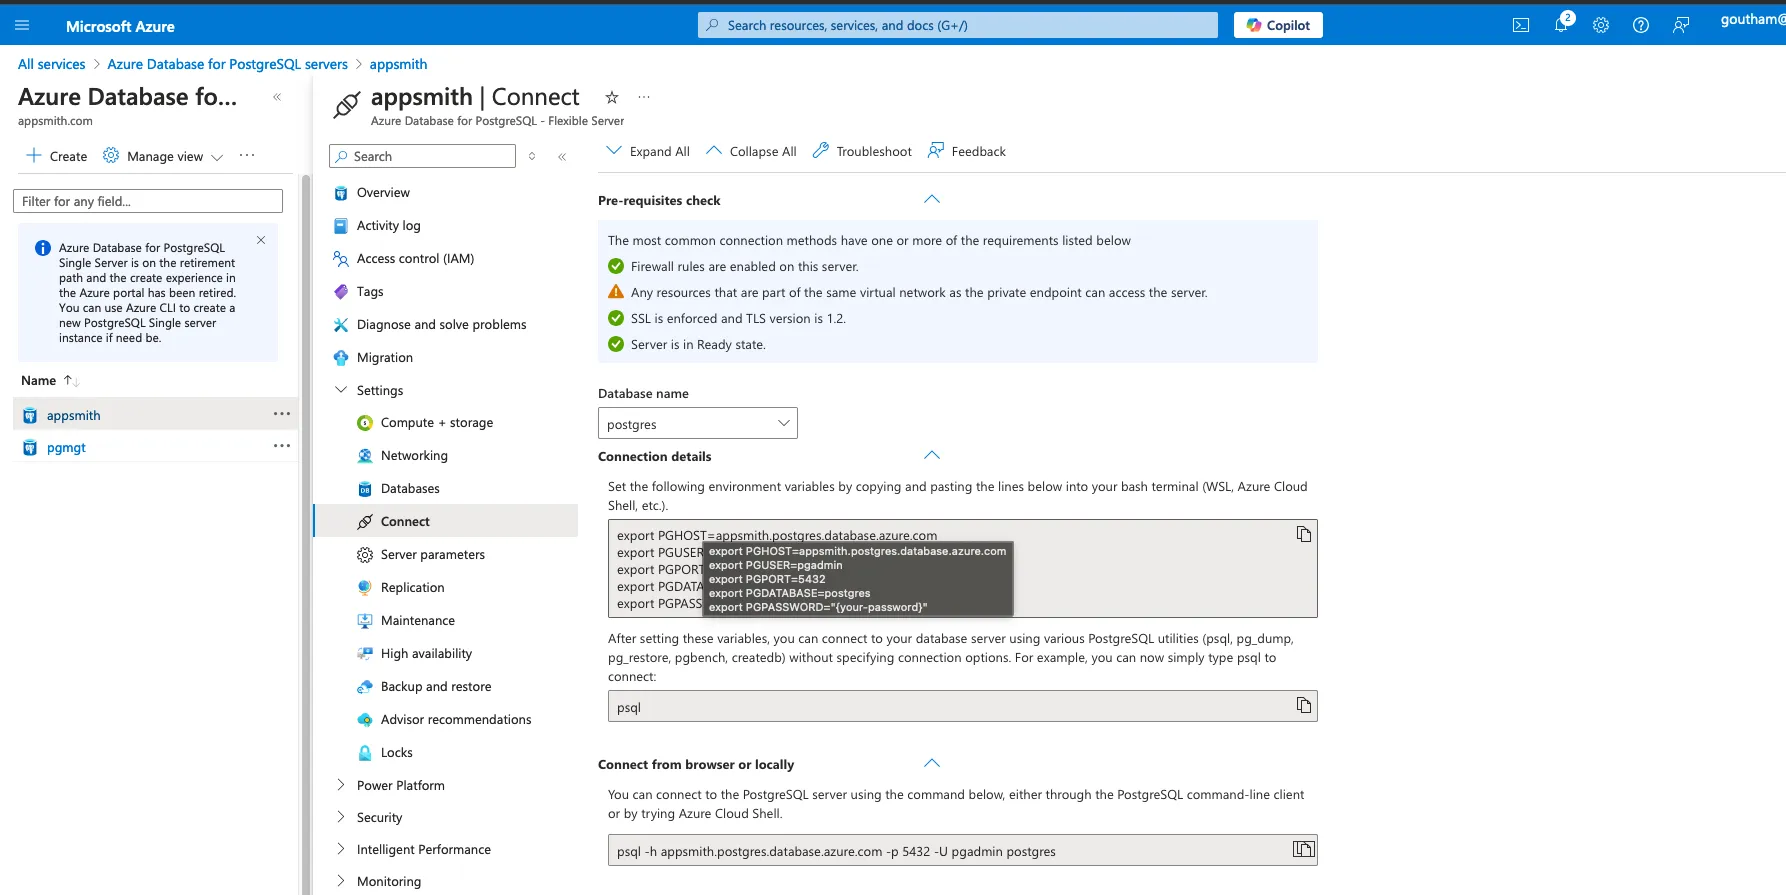 Microsoft Azure
Search resources, services, and docs (G+/)
Copilot
2
goutham@
All services > Azure Database for PostgreSQL servers > appsmith
Azure Database fo...
appsmith.com
Create
Manage view
Filter for any field...
Azure Database for PostgreSQL
Single Server is on the retirement
path and the create experience in
the Azure portal has been retired.
You can use Azure CLI to create a
new PostgreSQL Single server
instance if need be.
Name
appsmith
pgmgt
appsmith | Connect
Azure Database for PostgreSQL - Flexible Server
Search
Overview
Activity log
Access control (IAM)
Tags
Diagnose and solve problems
Migration
Settings
Compute + storage
Networking
Databases
Connect
Server parameters
Replication
Maintenance
High availability
Backup and restore
Advisor recommendations
Locks
Power Platform
Security
Intelligent Performance
Monitoring
Expand All
Collapse All
Troubleshoot
Feedback
Pre-requisites check
The most common connection methods have one or more of the requirements listed below
Firewall rules are enabled on this server.
Any resources that are part of the same virtual network as the private endpoint can access the server.
SSL is enforced and TLS version is 1.2.
Server is in Ready state.
Database name
postgres
Connection details
Set the following environment variables by copying and pasting the lines below into your bash terminal (WSL, Azure Cloud
Shell, etc.).
export PGHOST=appsmith.postgres.database.azure.com
export PGUSER
export PGPORT
export PGDATA
export PGPASS
export PGHOST=appsmith.postgres.database.azure.com
export PGUSER=pgadmin
export PGPORT=5432
export PGDATABASE=postgres
export PGPASSWORD="{your-password}"
After setting these variables, you can connect to your database server using various PostgreSQL utilities (psql, pg_dump,
pg_restore, pgbench, createdb) without specifying connection options. For example, you can now simply type psql to
connect:
psql
Connect from browser or locally
You can connect to the PostgreSQL server using the command below, either through the PostgreSQL command-line client
or by trying Azure Cloud Shell.
psql -h appsmith.postgres.database.azure.com -p 5432 -U pgadmin postgres